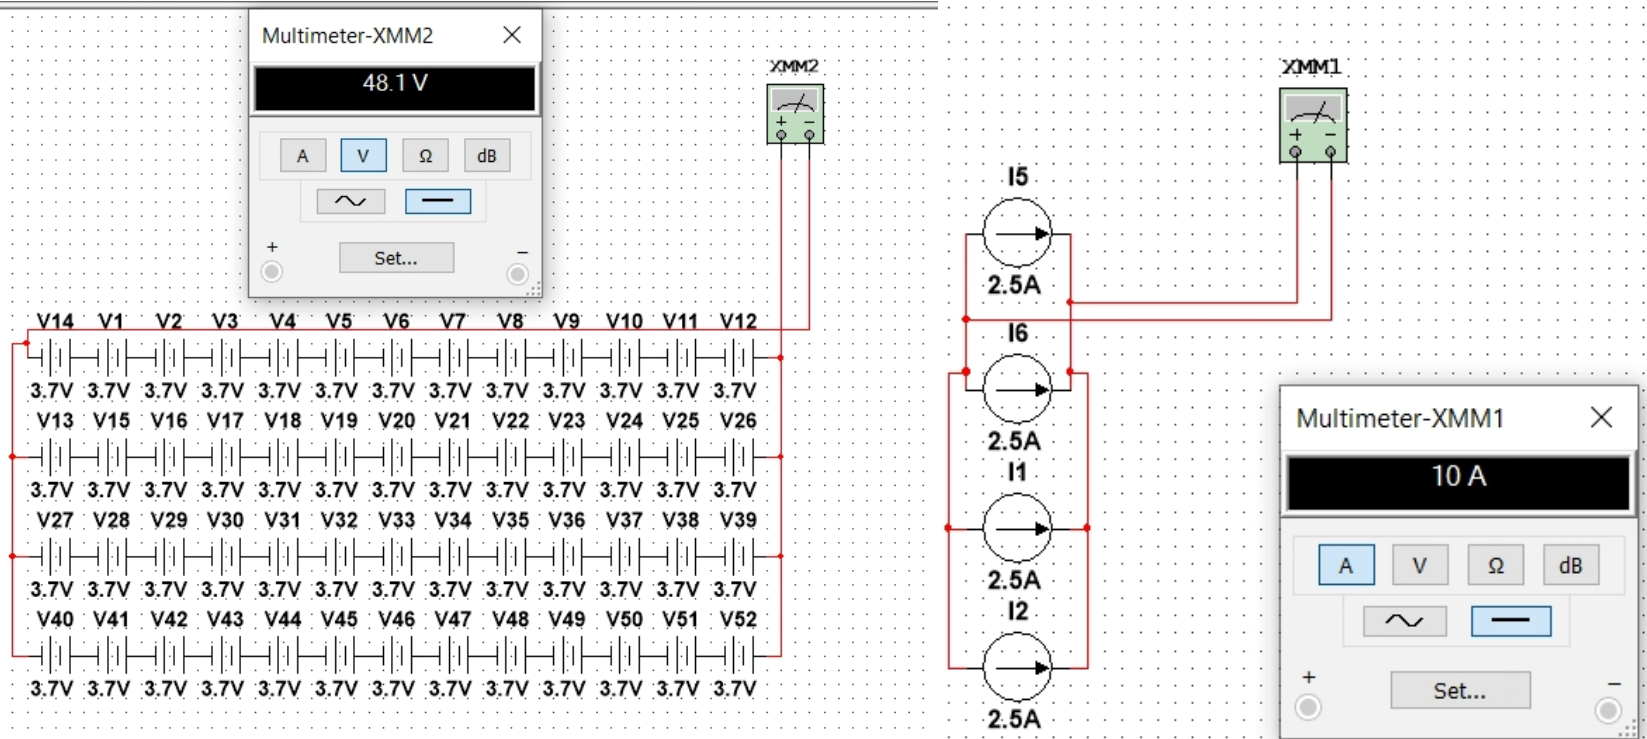 Multimeter-XMM2
48.1 V
A V Ω dB
+ −
Set...
XMM2
+ −
V14 V1 V2 V3 V4 V5 V6 V7 V8 V9 V10 V11 V12
3.7V 3.7V 3.7V 3.7V 3.7V 3.7V 3.7V 3.7V 3.7V 3.7V 3.7V 3.7V 3.7V
V13 V15 V16 V17 V18 V19 V20 V21 V22 V23 V24 V25 V26
3.7V 3.7V 3.7V 3.7V 3.7V 3.7V 3.7V 3.7V 3.7V 3.7V 3.7V 3.7V 3.7V
V27 V28 V29 V30 V31 V32 V33 V34 V35 V36 V37 V38 V39
3.7V 3.7V 3.7V 3.7V 3.7V 3.7V 3.7V 3.7V 3.7V 3.7V 3.7V 3.7V 3.7V
V40 V41 V42 V43 V44 V45 V46 V47 V48 V49 V50 V51 V52
3.7V 3.7V 3.7V 3.7V 3.7V 3.7V 3.7V 3.7V 3.7V 3.7V 3.7V 3.7V 3.7V
XMM1
+ −
I5
2.5A
I6
2.5A
I1
2.5A
I2
2.5A
Multimeter-XMM1
10 A
A V Ω dB
+ −
Set...